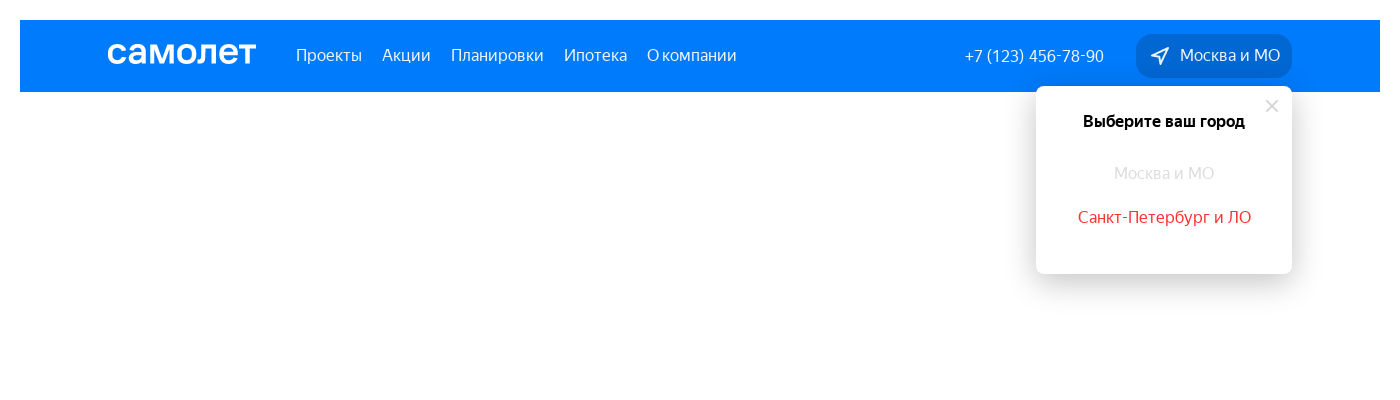 самолет
Проекты Акции Планировки Ипотека О компании
+7 (123) 456-78-90
Москва и МО
Выберите ваш город
Москва и МО
Санкт-Петербург и ЛО